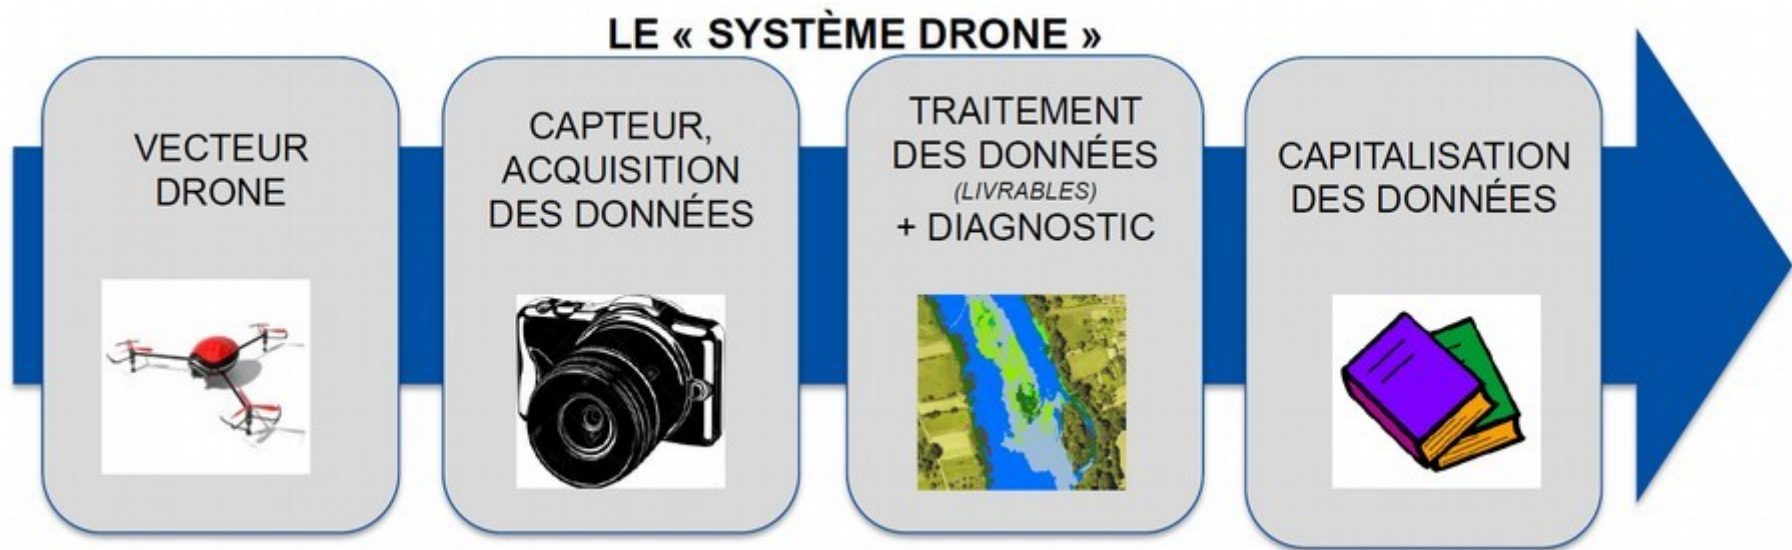 LE « SYSTÈME DRONE »
VECTEUR
DRONE
CAPTEUR,
ACQUISITION
DES DONNÉES
TRAITEMENT
DES DONNÉES
(LIVRABLES)
+ DIAGNOSTIC
CAPITALISATION
DES DONNÉES